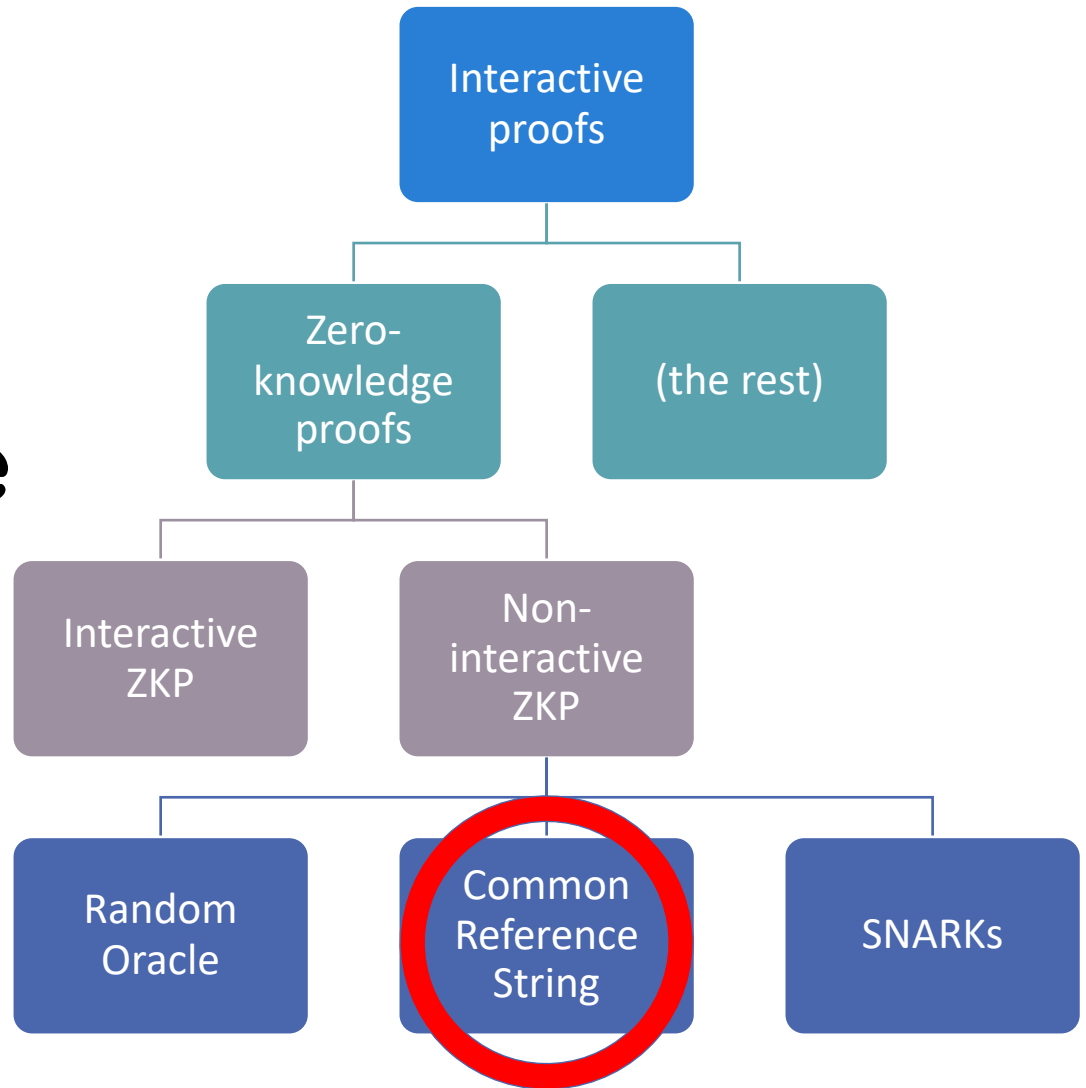 Interactive
proofs
Zero-
knowledge
proofs
(the rest)
Interactive
ZKP
Non-
interactive
ZKP
Random
Oracle
Common
Reference
String
SNARKs